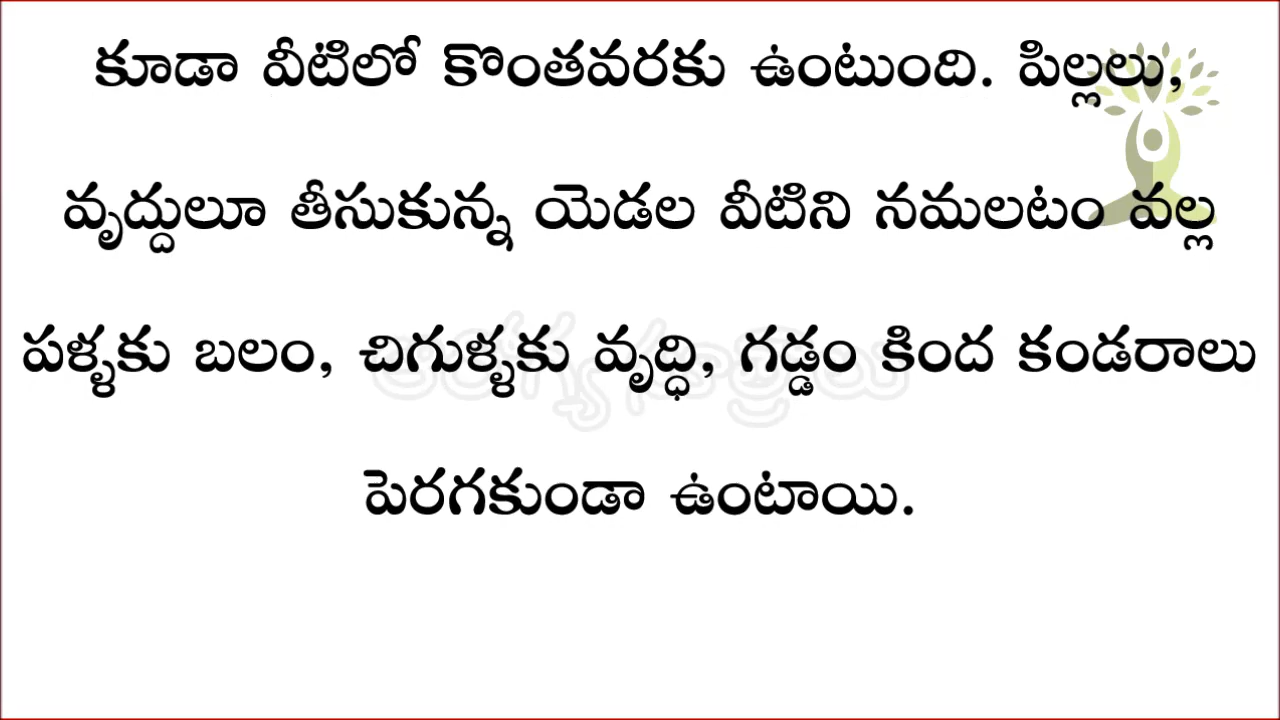 కూడా వీటిలో కొంతవరకు ఉంటుంది. పిల్లలు,
వృద్దులూ తీసుకున్న యెడల వీటిని నమలటం వల్ల
పళ్ళకు బలం, చిగుళ్ళకు వృద్ధి, గడ్డం కింద కండరాలు
పెరగకుండా ఉంటాయి.